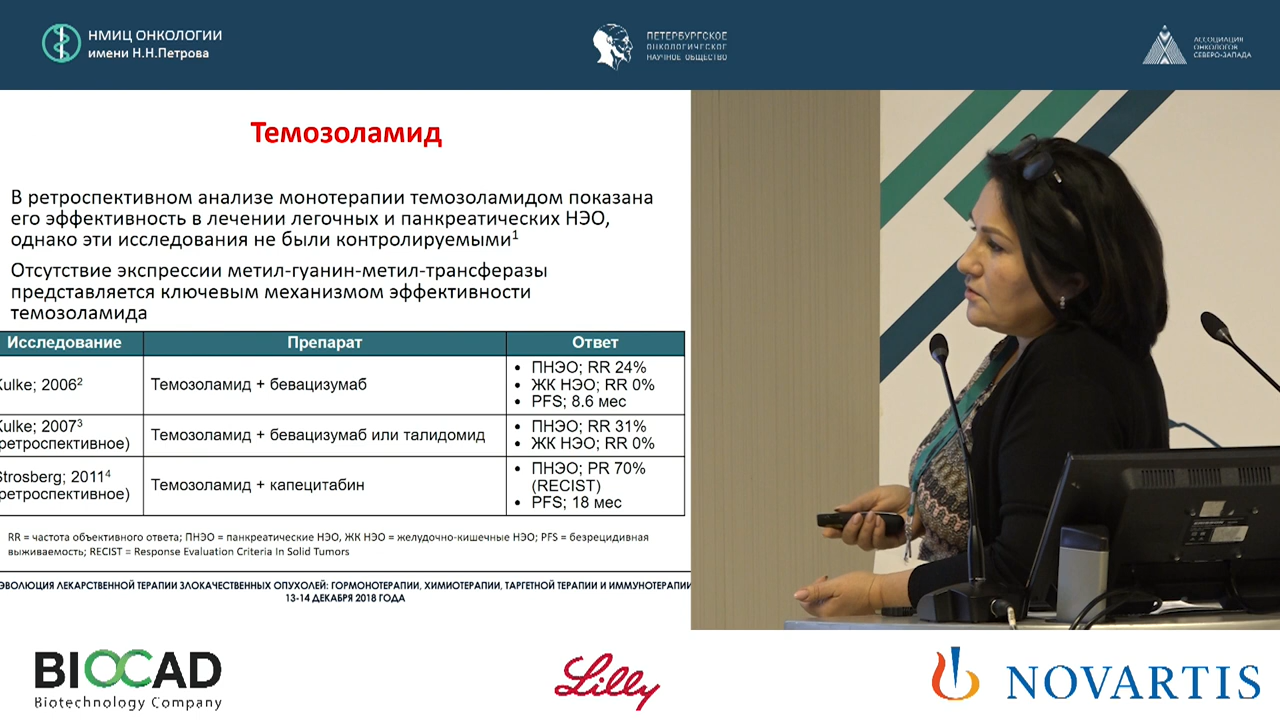 НМИЦ ОНКОЛОГИИ
имени Н.Н.Петрова
ПЕТЕРБУРГСКОЕ
ОНКОЛОГИЧЕСКОЕ
НАУЧНОЕ ОБЩЕСТВО
АССОЦИАЦИЯ
ОНКОЛОГОВ
СЕВЕРО-ЗАПАДА
Темозоламид
В ретроспективном анализе монотерапии темозоламидом показана
его эффективность в лечении легочных и панкреатических НЭО,
однако эти исследования не были контролируемыми¹
Отсутствие экспрессии метил-гуанин-метил-трансферазы
представляется ключевым механизмом эффективности
темозоламида
Исследование Препарат Ответ
Kulke; 2006² Темозоламид + бевацизумаб
• ПНЭО; RR 24%
• ЖК НЭО; RR 0%
• PFS; 8.6 мес
Kulke; 2007³
ретроспективное) Темозоламид + бевацизумаб или талидомид
• ПНЭО; RR 31%
• ЖК НЭО; RR 0%
Strosberg; 2011⁴
ретроспективное) Темозоламид + капецитабин
• ПНЭО; PR 70%
(RECIST)
• PFS; 18 мес
RR = частота объективного ответа; ПНЭО = панкреатические НЭО, ЖК НЭО = желудочно-кишечные НЭО; PFS = безрецидивная
выживаемость; RECIST = Response Evaluation Criteria In Solid Tumors
ЭВОЛЮЦИЯ ЛЕКАРСТВЕННОЙ ТЕРАПИИ ЗЛОКАЧЕСТВЕННЫХ ОПУХОЛЕЙ: ГОРМОНОТЕРАПИИ, ХИМИОТЕРАПИИ, ТАРГЕТНОЙ ТЕРАПИИ И ИММУНОТЕРАПИИ
13-14 ДЕКАБРЯ 2018 ГОДА
BIOCAD
Biotechnology Company
Lilly
NOVARTIS